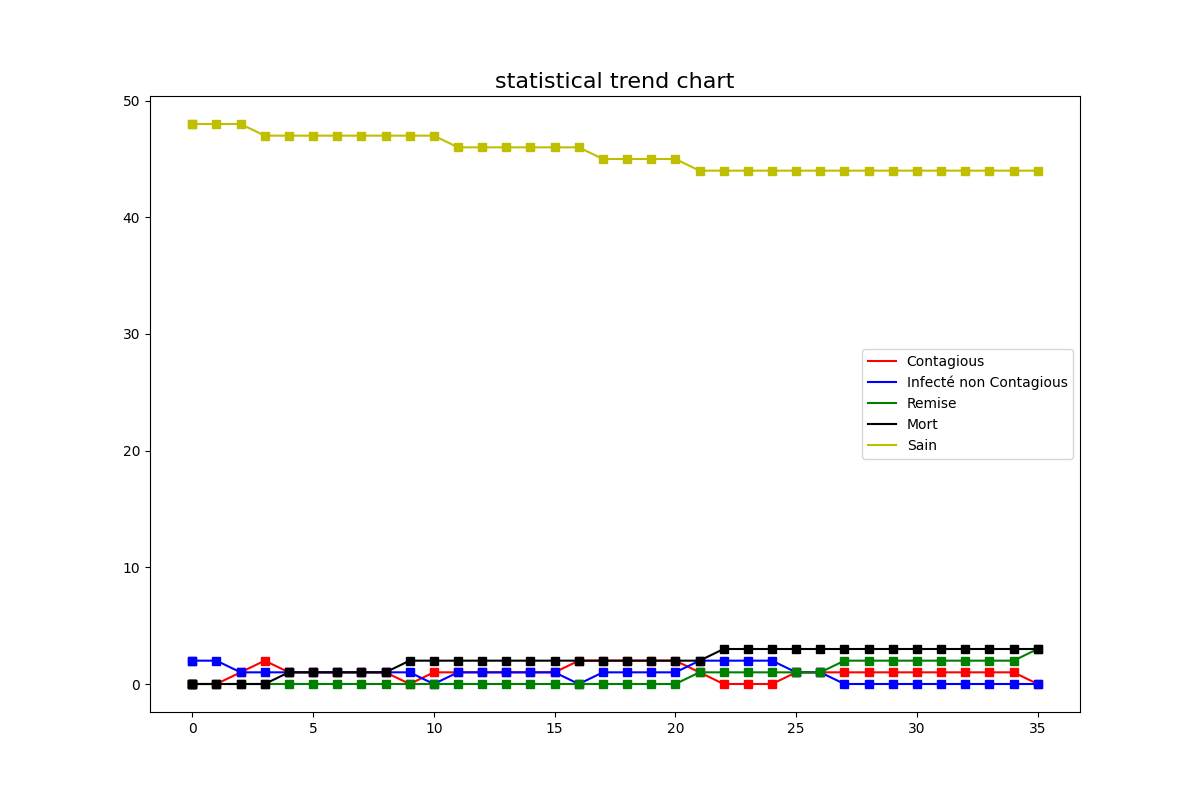 statistical trend chart
50
40
30
20
10
0
Contagious
Infecté non Contagious
Remise
Mort
Sain
0 5 10 15 20 25 30 35